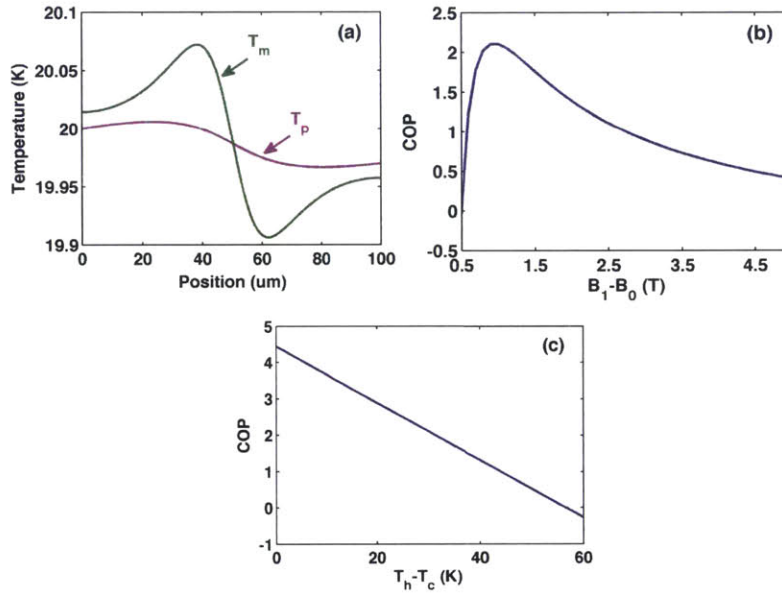 20.1
(a)
T_m
20.05
T_p
20
19.95
19.9
Temperature (K)
0 20 40 60 80 100
Position (um)
2.5
(b)
2
1.5
1
0.5
0
-0.5
COP
0.5 1.5 2.5 3.5 4.5
B_1-B_0 (T)
5
(c)
4
3
2
1
0
-1
COP
0 20 40 60
T_h-T_c (K)